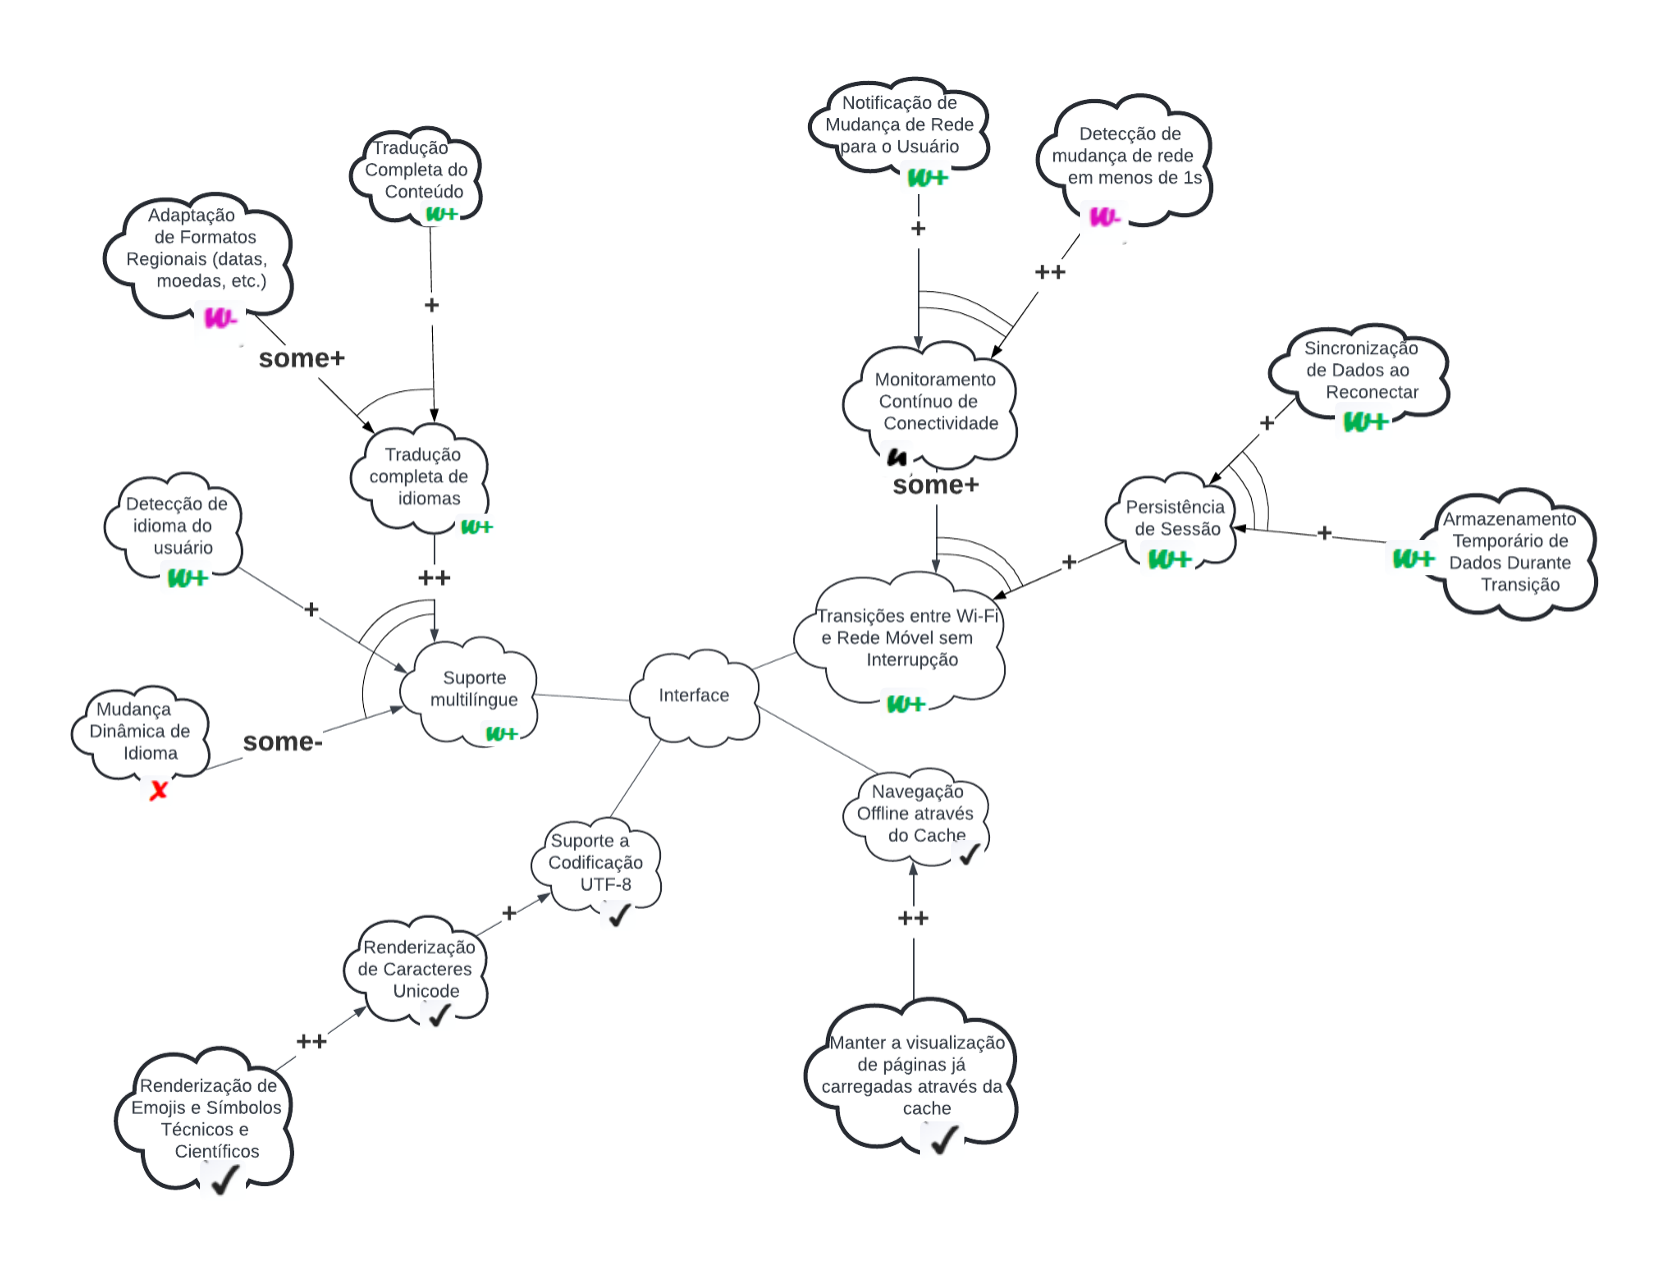 Notificação de
Mudança de Rede
para o Usuário
W+
+
Detecção de
mudança de rede
em menos de 1s
W-
++
Tradução
Completa do
Conteúdo
W+
+
Adaptação
de Formatos
Regionais (datas,
moedas, etc.)
W-
some+
Monitoramento
Contínuo de
Conectividade
n
some+
Sincronização
de Dados ao
Reconectar
W+
+
Tradução
completa de
idiomas
W+
++
Detecção de
idioma do
usuário
W+
+
Persistência
de Sessão
W+
+
Armazenamento
Temporário de
Dados Durante
Transição
W+
+
Transições entre Wi-Fi
e Rede Móvel sem
Interrupção
W+
Suporte
multilíngue
W+
Interface
Mudança
Dinâmica de
Idioma
X
some-
Navegação
Offline através
do Cache
✓
++
Suporte a
Codificação
UTF-8
✓
+
Renderização
de Caracteres
Unicode
✓
++
Manter a visualização
de páginas já
carregadas através da
cache
✓
Renderização de
Emojis e Símbolos
Técnicos e
Científicos
✓